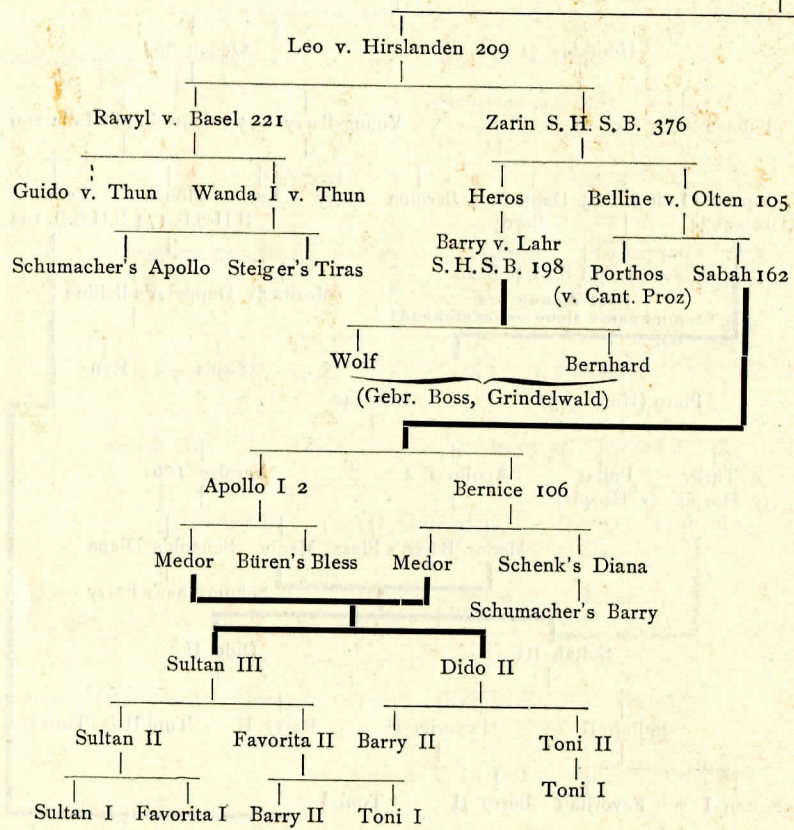 Leo v. Hirslanden 209
Rawyl v. Basel 221 Zarin S. H. S. B. 376
Guido v. Thun Wanda I v. Thun Heros Belline v. Olten 105
Schumacher's Apollo Steiger's Tiras Barry v. Lahr
S. H. S. B. 198 Porthos Sabah 162
(v. Cant. Proz)
Wolf Bernhard
(Gebr. Boss, Grindelwald)
Apollo I 2 Bernice 106
Medor Büren's Bless Medor Schenk's Diana
Schumacher's Barry
Sultan III Dido II
Sultan II Favorita II Barry II Toni II
Toni I
Sultan I Favorita I Barry II Toni I